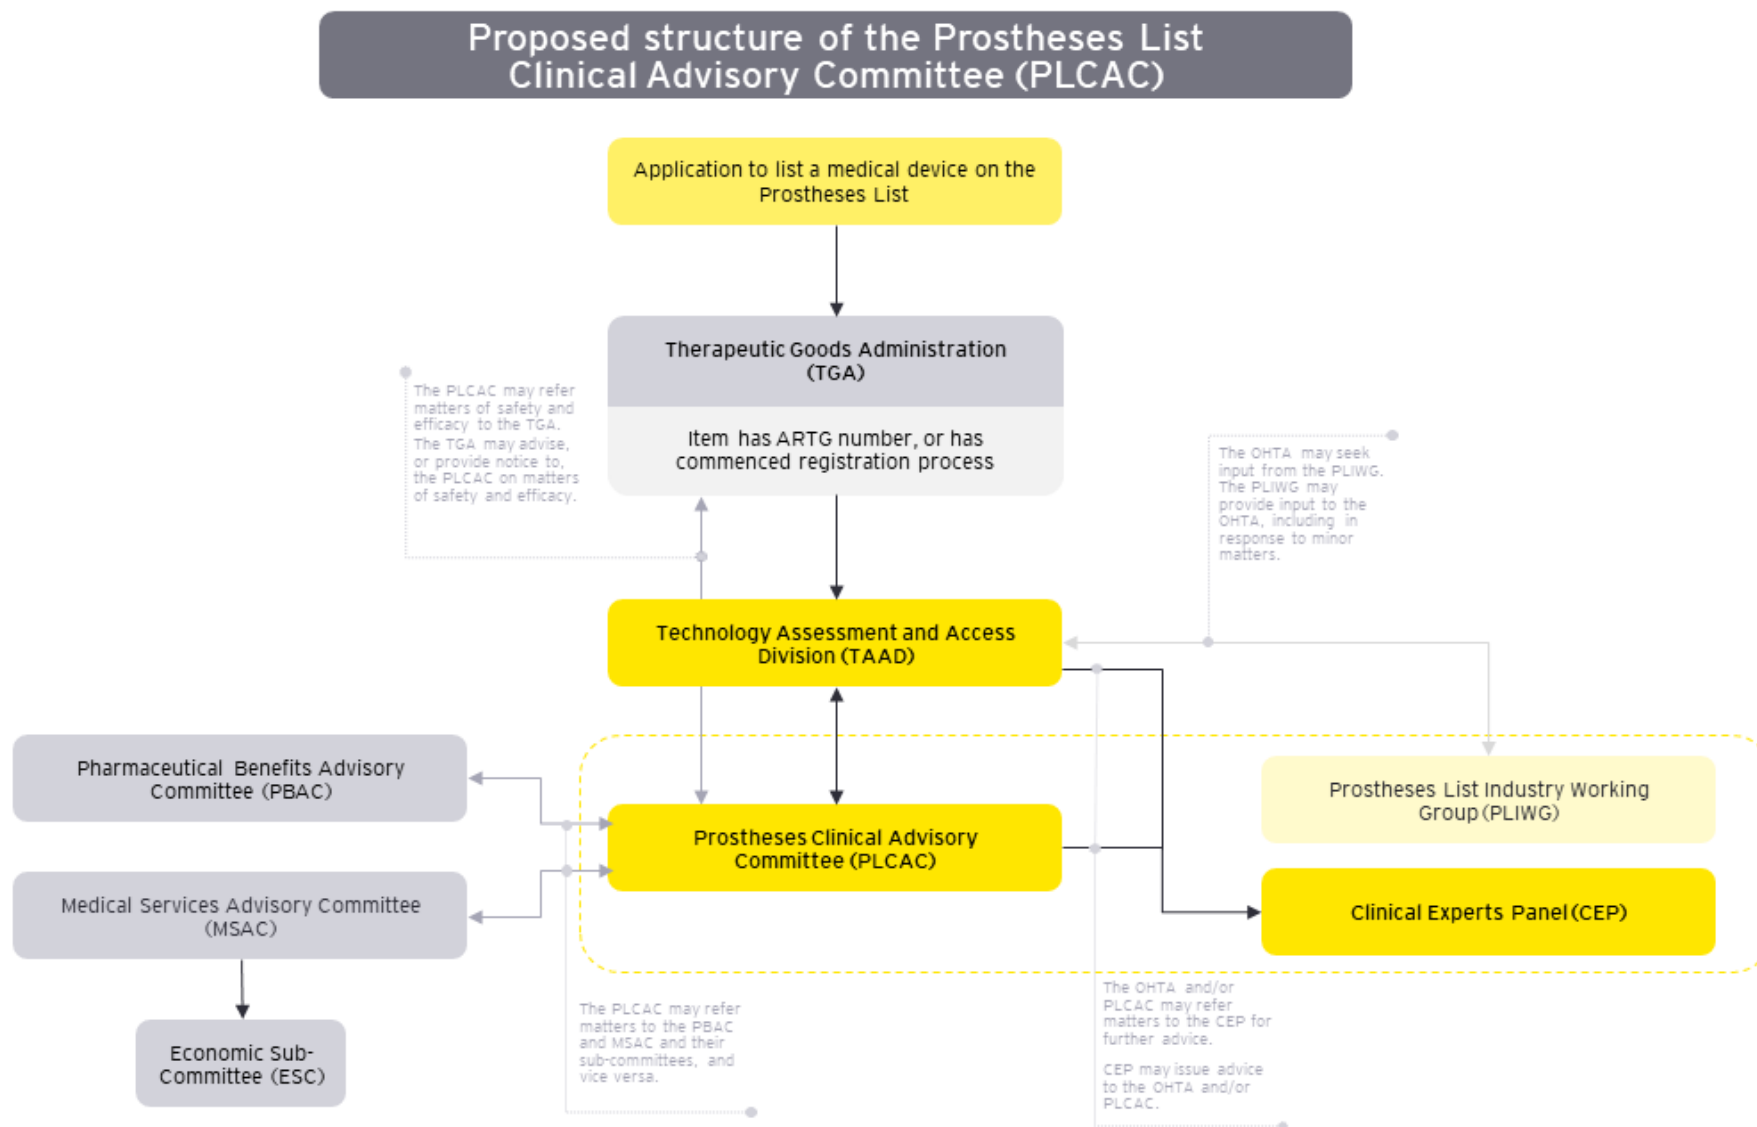 Proposed structure of the Prostheses List
Clinical Advisory Committee (PLCAC)
Application to list a medical device on the
Prostheses List
Therapeutic Goods Administration
(TGA)
Item has ARTG number, or has
commenced registration process
The PLCAC may refer
matters of safety and
efficacy to the TGA.
The TGA may advise,
or provide notice to,
the PLCAC on matters
of safety and efficacy.
The OHTA may seek
input from the PLIWG.
The PLIWG may
provide input to the
OHTA, including in
response to minor
matters.
Technology Assessment and Access
Division (TAAD)
Pharmaceutical Benefits Advisory
Committee (PBAC)
Prostheses Clinical Advisory
Committee (PLCAC)
Prostheses List Industry Working
Group (PLIWG)
Medical Services Advisory Committee
(MSAC)
Clinical Experts Panel (CEP)
Economic Sub-
Committee (ESC)
The PLCAC may refer
matters to the PBAC
and MSAC and their
sub-committees, and
vice versa.
The OHTA and/or
PLCAC may refer
matters to the CEP for
further advice.
CEP may issue advice
to the OHTA and/or
PLCAC.